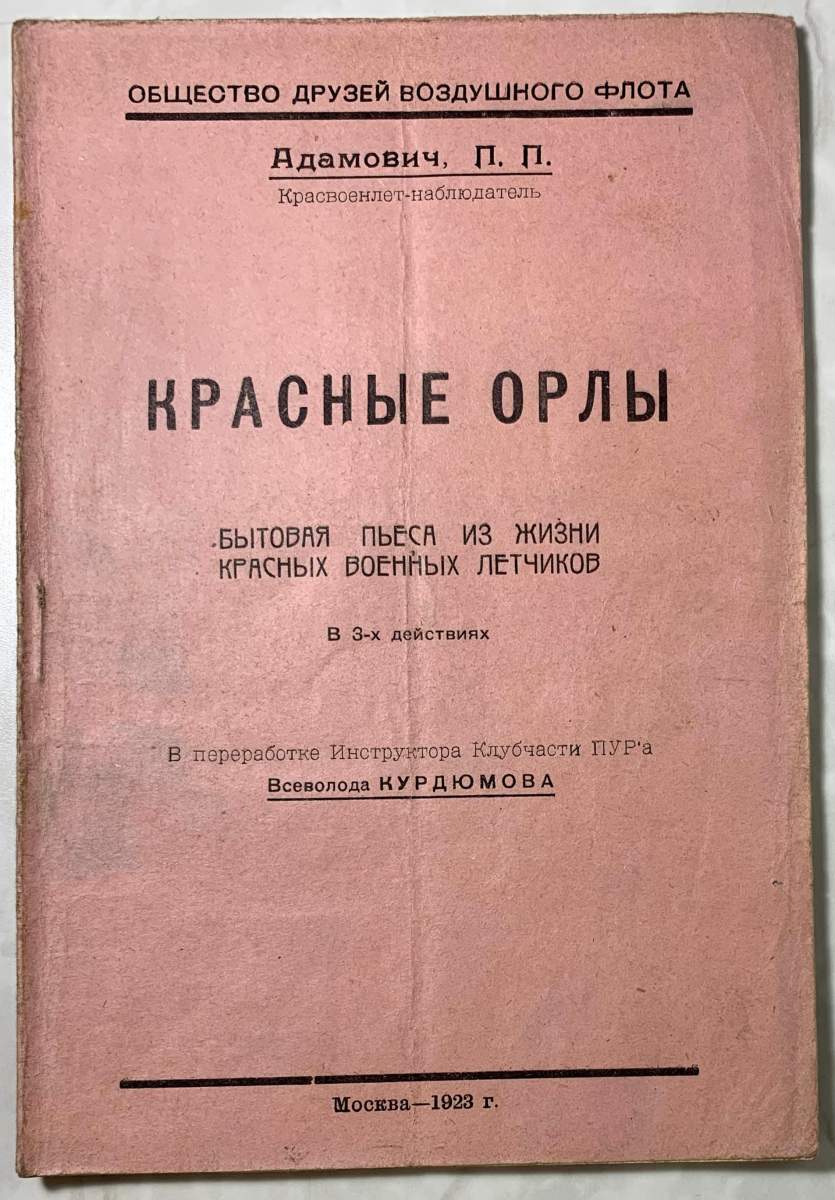 ОБЩЕСТВО ДРУЗЕЙ ВОЗДУШНОГО ФЛОТА
Адамович, П. П.
Красвоенлет-наблюдатель
КРАСНЫЕ ОРЛЫ
БЫТОВАЯ ПЬЕСА ИЗ ЖИЗНИ
КРАСНЫХ ВОЕННЫХ ЛЕТЧИКОВ
В 3-х действиях
В переработке Инструктора Клубчасти ПУР'а
Всеволода КУРДЮМОВА
Москва—1923 г.